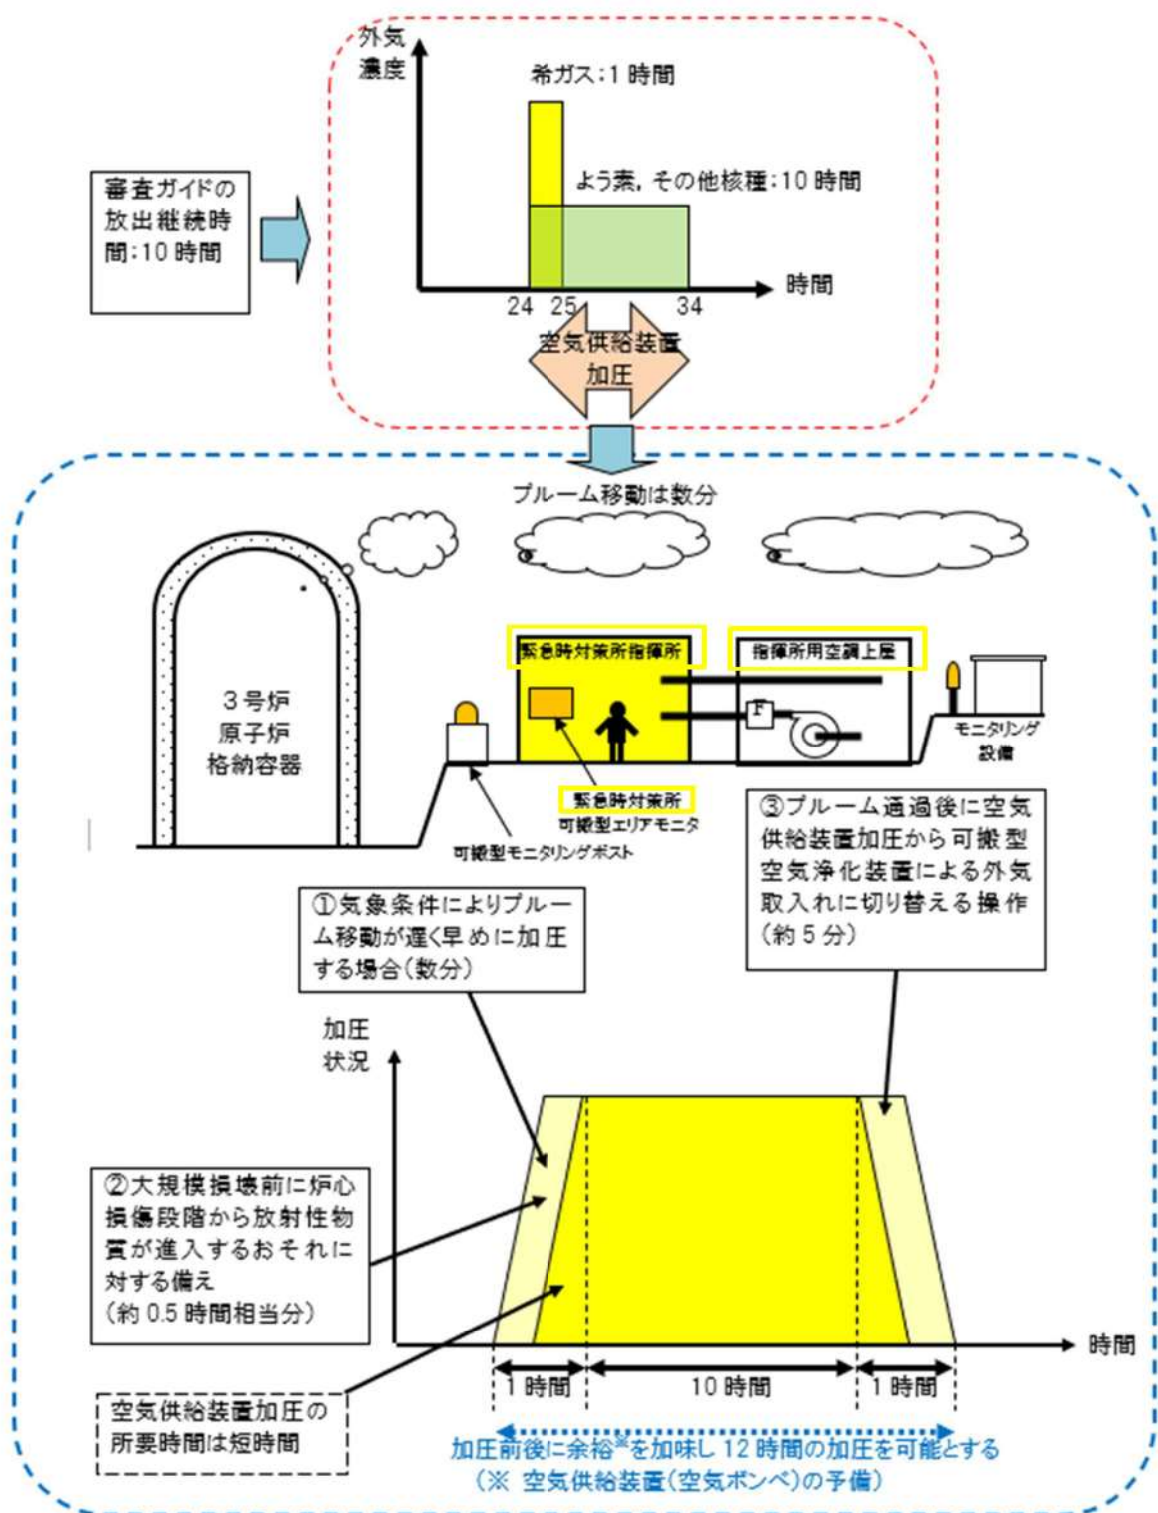 外気
濃度
希ガス:1時間
よう素,その他核種:10時間
審査ガイドの
放出継続時
間:10時間
時間
24 25 34
空気供給装置
加圧
プルーム移動は数分
3号炉
原子炉
格納容器
緊急時対策所指揮所
指揮所用空調上屋
F
モニタリング
設備
緊急時対策所
可搬型エリアモニタ
可搬型モニタリングポスト
①気象条件によりプルー
ム移動が遅く早めに加圧
する場合(数分)
③プルーム通過後に空気
供給装置加圧から可搬型
空気浄化装置による外気
取入れに切り替える操作
(約5分)
加圧
状況
②大規模損壊前に炉心
損傷段階から放射性物
質が進入するおそれに
対する備え
(約0.5時間相当分)
時間
1時間 10時間 1時間
空気供給装置加圧の
所要時間は短時間
加圧前後に余裕※を加味し12時間の加圧を可能とする
(※ 空気供給装置(空気ボンベ)の予備)